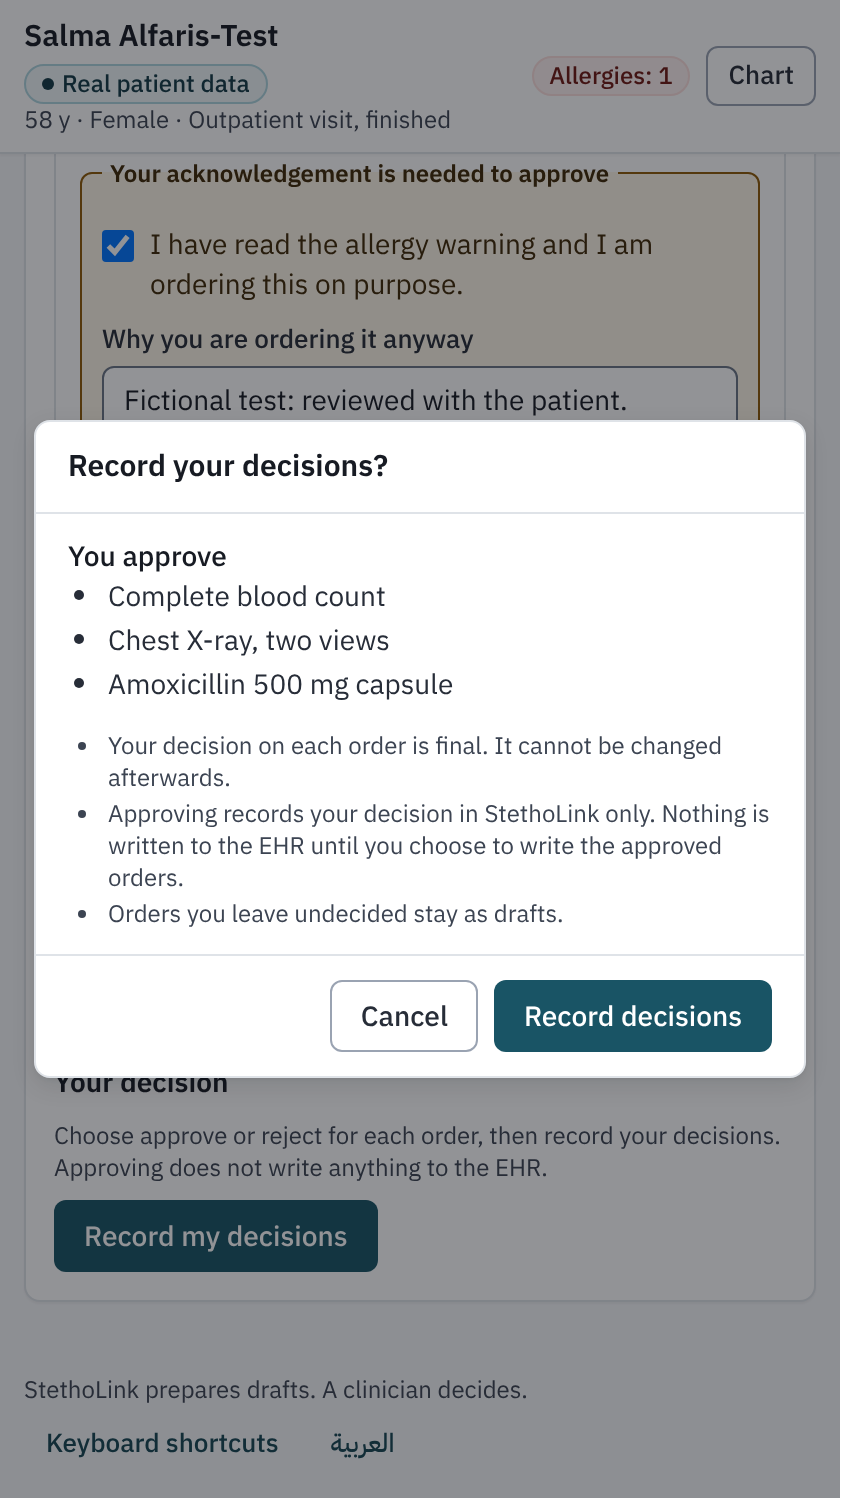 Salma Alfaris-Test
Real patient data
58 y · Female · Outpatient visit, finished
Allergies: 1
Chart
Your acknowledgement is needed to approve
I have read the allergy warning and I am
ordering this on purpose.
Why you are ordering it anyway
Fictional test: reviewed with the patient.
Record your decisions?
You approve
Complete blood count
Chest X-ray, two views
Amoxicillin 500 mg capsule
Your decision on each order is final. It cannot be changed
afterwards.
Approving records your decision in StethoLink only. Nothing is
written to the EHR until you choose to write the approved
orders.
Orders you leave undecided stay as drafts.
Cancel
Record decisions
Your decision
Choose approve or reject for each order, then record your decisions.
Approving does not write anything to the EHR.
Record my decisions
StethoLink prepares drafts. A clinician decides.
Keyboard shortcuts
العربية